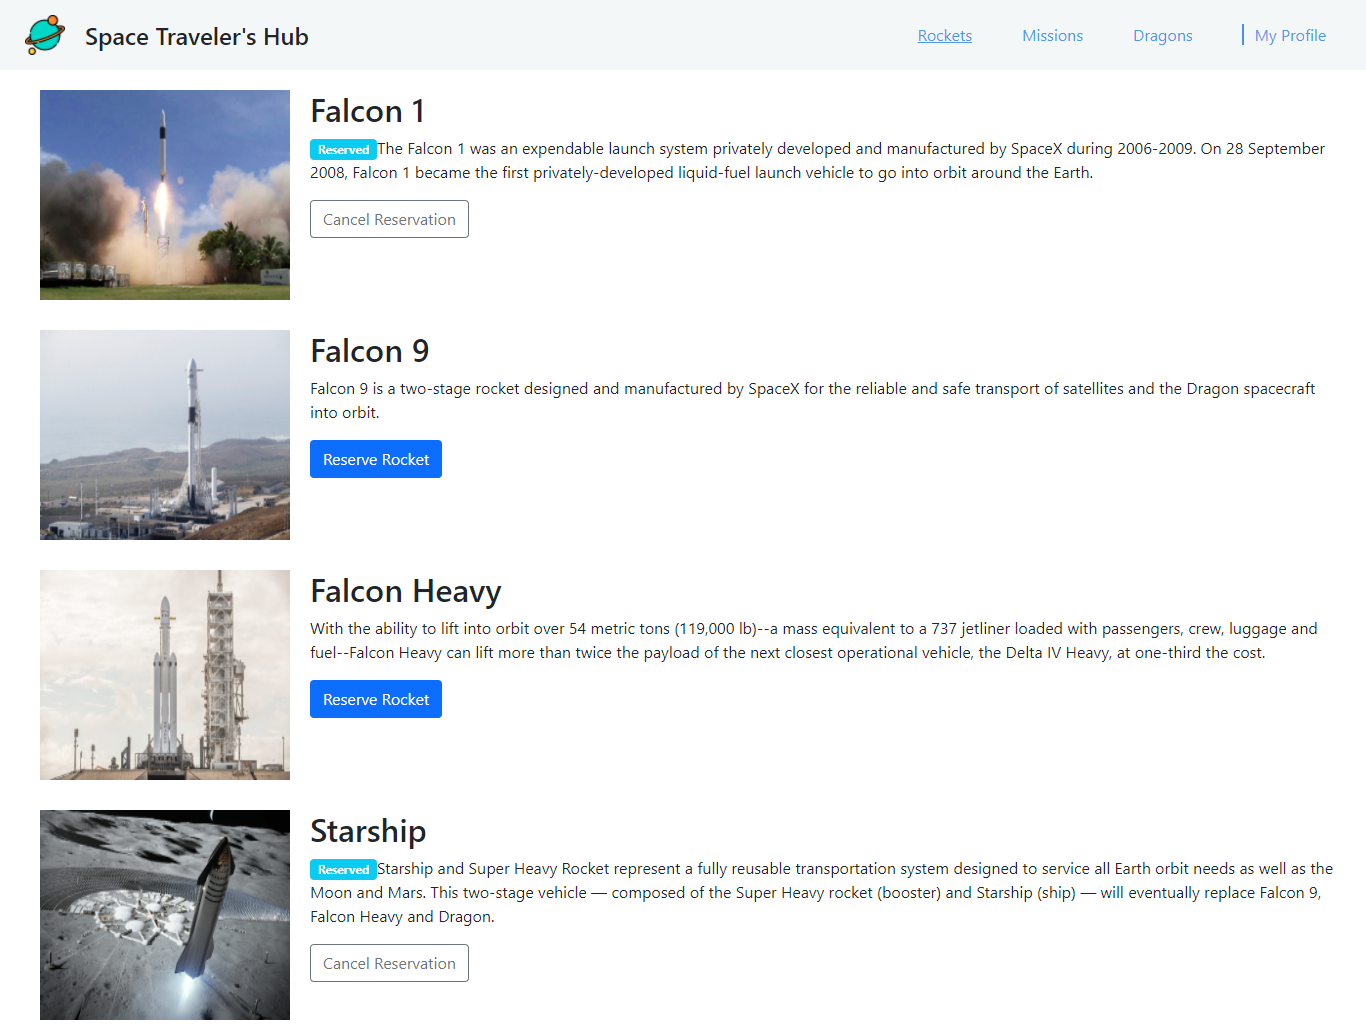 Space Traveler's Hub
Rockets
Missions
Dragons
My Profile
Falcon 1
Reserved The Falcon 1 was an expendable launch system privately developed and manufactured by SpaceX during 2006-2009. On 28 September
2008, Falcon 1 became the first privately-developed liquid-fuel launch vehicle to go into orbit around the Earth.
Cancel Reservation
Falcon 9
Falcon 9 is a two-stage rocket designed and manufactured by SpaceX for the reliable and safe transport of satellites and the Dragon spacecraft
into orbit.
Reserve Rocket
Falcon Heavy
With the ability to lift into orbit over 54 metric tons (119,000 lb)--a mass equivalent to a 737 jetliner loaded with passengers, crew, luggage and
fuel--Falcon Heavy can lift more than twice the payload of the next closest operational vehicle, the Delta IV Heavy, at one-third the cost.
Reserve Rocket
Starship
Reserved Starship and Super Heavy Rocket represent a fully reusable transportation system designed to service all Earth orbit needs as well as the
Moon and Mars. This two-stage vehicle — composed of the Super Heavy rocket (booster) and Starship (ship) — will eventually replace Falcon 9,
Falcon Heavy and Dragon.
Cancel Reservation